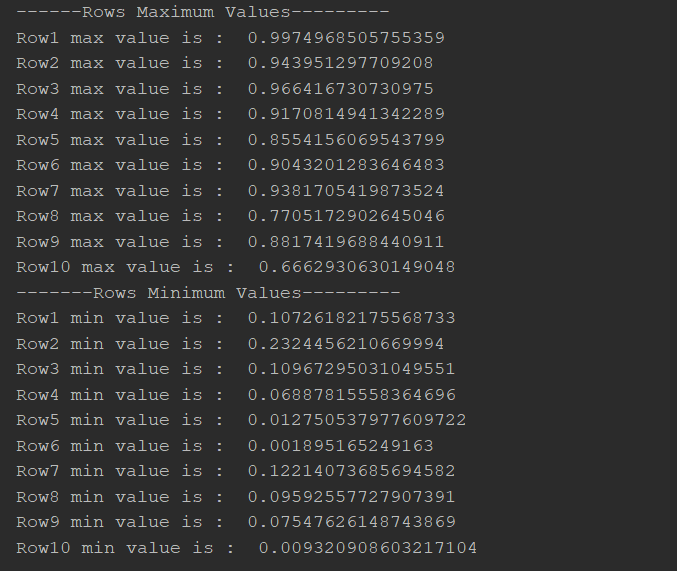 ------Rows Maximum Values---------
Row1 max value is :  0.9974968505755359
Row2 max value is :  0.943951297709208
Row3 max value is :  0.966416730730975
Row4 max value is :  0.9170814941342289
Row5 max value is :  0.8554156069543799
Row6 max value is :  0.9043201283646483
Row7 max value is :  0.9381705419873524
Row8 max value is :  0.7705172902645046
Row9 max value is :  0.8817419688440911
Row10 max value is :  0.6662930630149048
-------Rows Minimum Values---------
Row1 min value is :  0.10726182175568733
Row2 min value is :  0.2324456210669994
Row3 min value is :  0.10967295031049551
Row4 min value is :  0.06887815558364696
Row5 min value is :  0.012750537977609722
Row6 min value is :  0.001895165249163
Row7 min value is :  0.12214073685694582
Row8 min value is :  0.09592557727907391
Row9 min value is :  0.07547626148743869
Row10 min value is :  0.009320908603217104